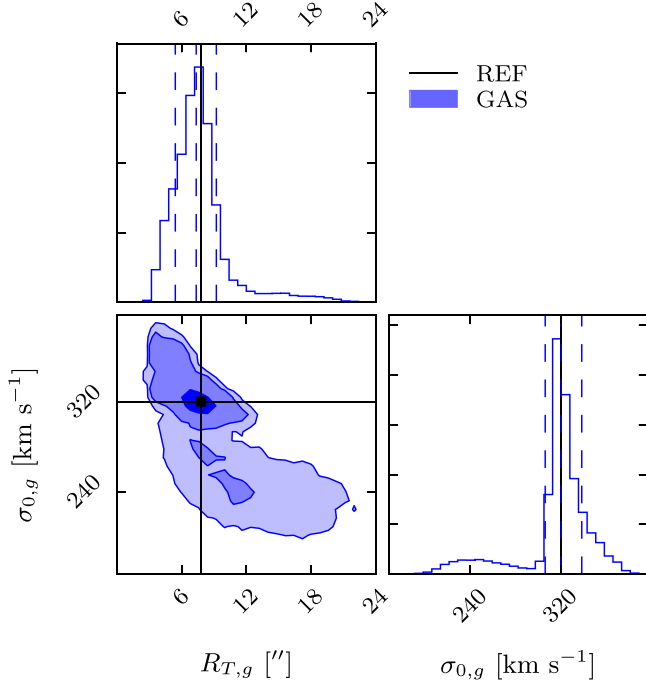 6 12 18 24
REF
GAS
320
240
σ₀,g [km s⁻¹]
6 12 18 24
240 320
R_T,g [″]
σ₀,g [km s⁻¹]